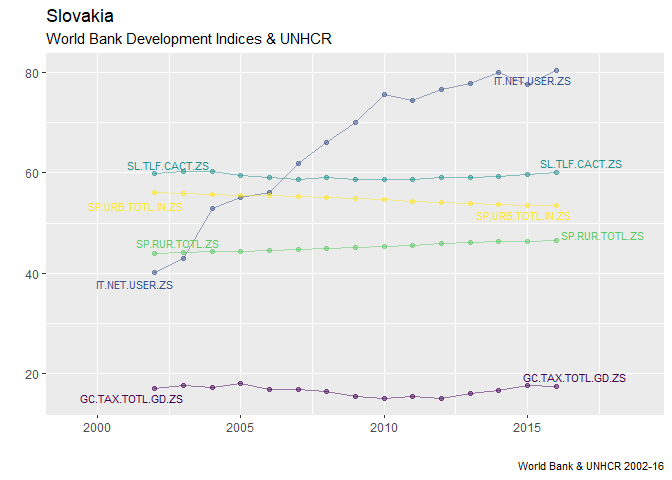 Slovakia
World Bank Development Indices & UNHCR
80
IT.NET.USER.ZS
SL.TLF.CACT.ZS
SL.TLF.CACT.ZS
60
SP.URB.TOTL.IN.ZS
SP.URB.TOTL.IN.ZS
SP.RUR.TOTL.ZS
SP.RUR.TOTL.ZS
40
IT.NET.USER.ZS
20
GC.TAX.TOTL.GD.ZS
GC.TAX.TOTL.GD.ZS
2000 2005 2010 2015
World Bank & UNHCR 2002-16